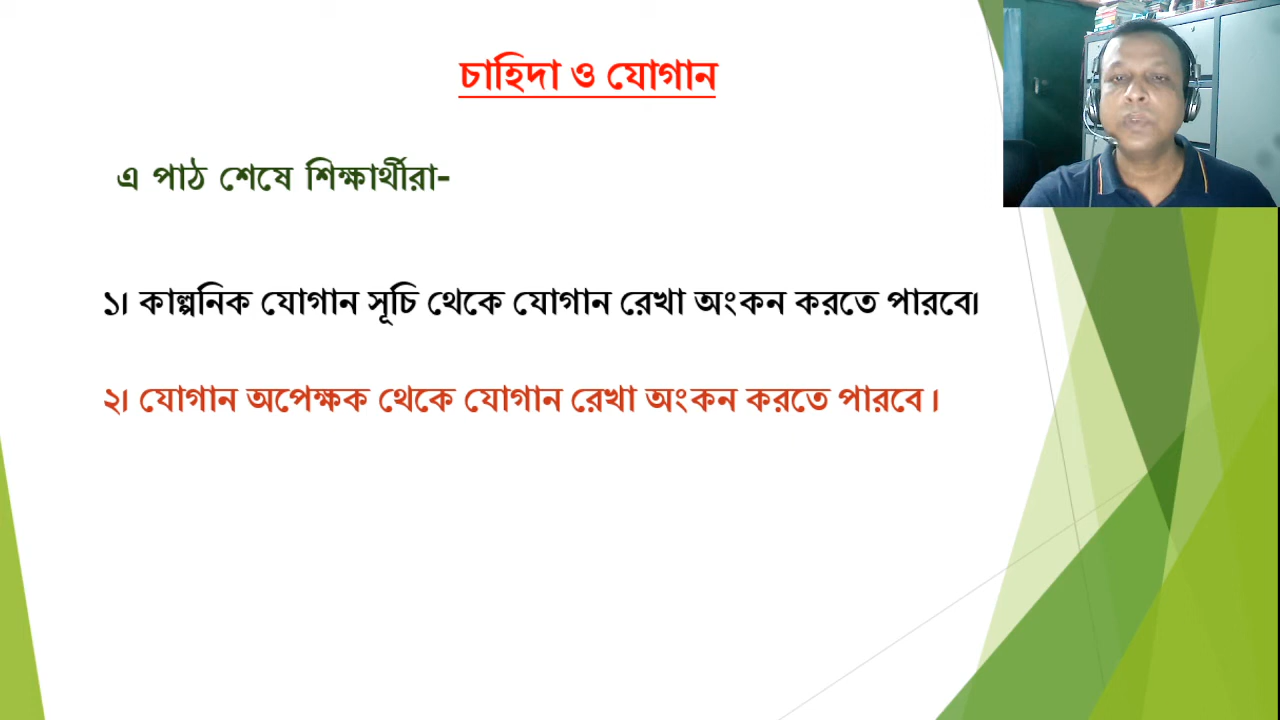 চাহিদা ও যোগান
এ পাঠ শেষে শিক্ষার্থীরা-
১। কাল্পনিক যোগান সূচি থেকে যোগান রেখা অংকন করতে পারবে।
২। যোগান অপেক্ষক থেকে যোগান রেখা অংকন করতে পারবে।